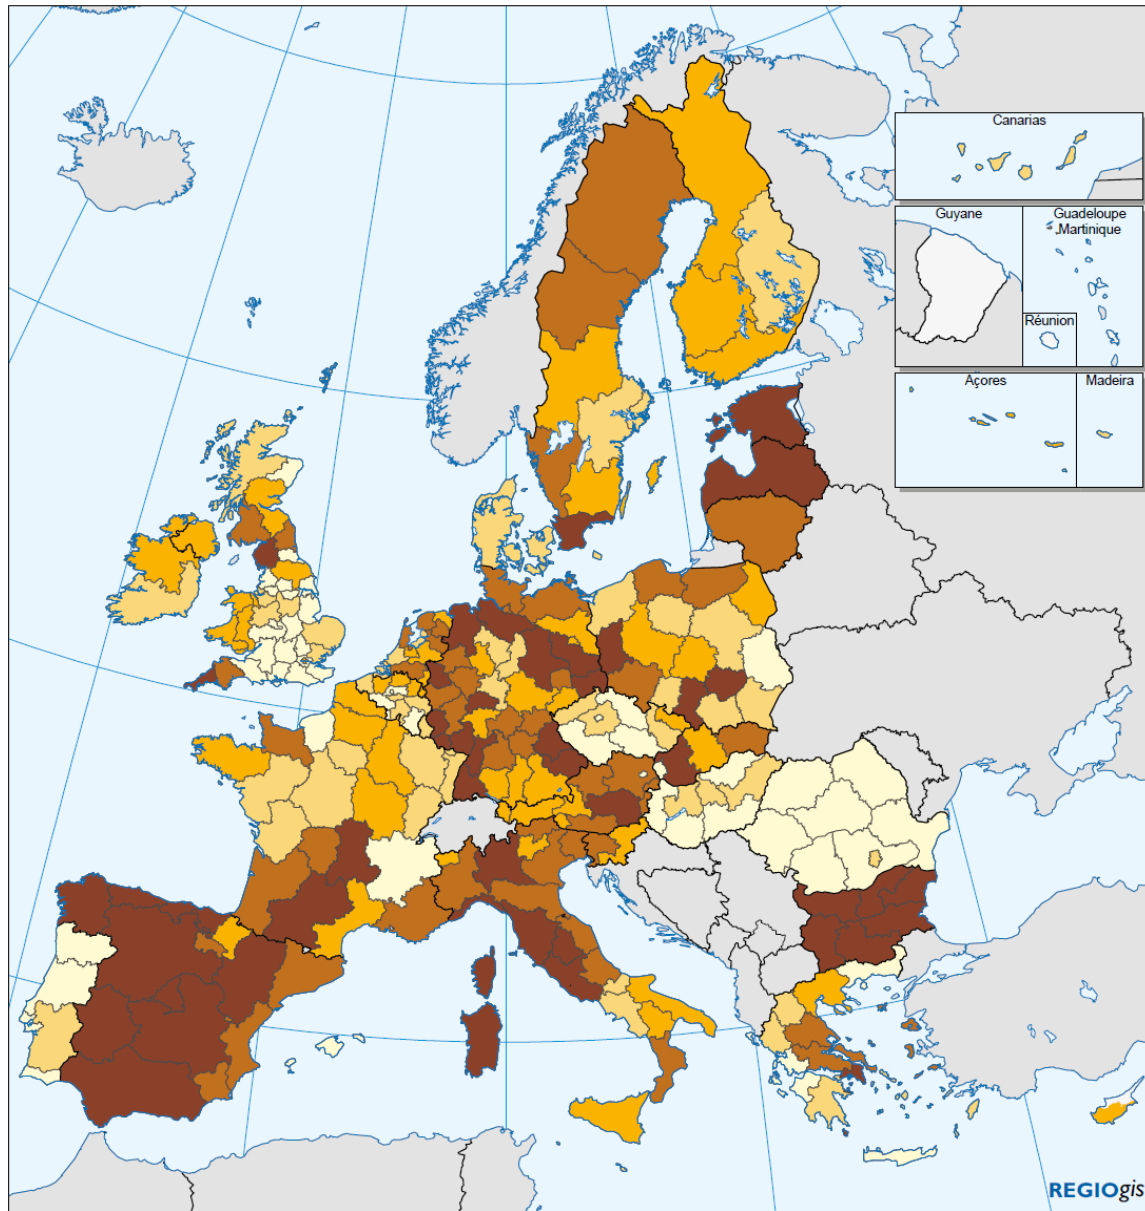 Canarias
Guyane
Guadeloupe
Martinique
Réunion
Açores
Madeira
REGIOgis